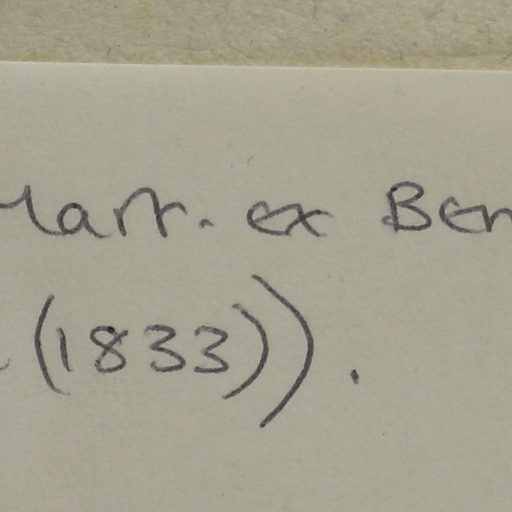 Mart. ex Ben
(1833)).